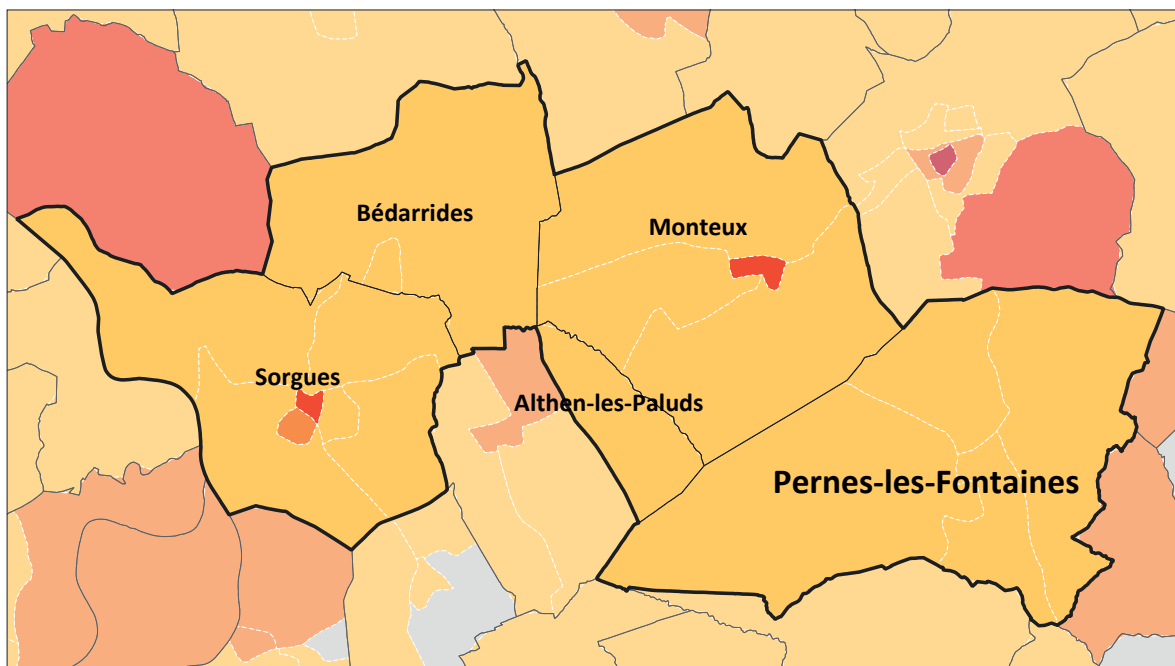 Bédarrides
Monteux
Sorgues
Althen-les-Paluds
Pernes-les-Fontaines